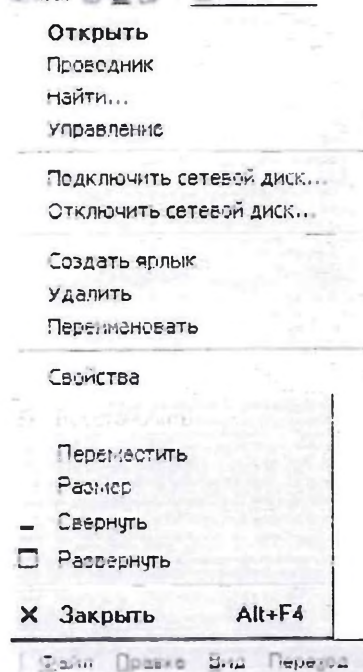 Открыть
Проводник
Найти...
Управление
Подключить сетевой диск...
Отключить сетевой диск...
Создать ярлык
Удалить
Переименовать
Свойства
Переместить
Размер
Свернуть
Развернуть
Закрыть Alt+F4
Файл Правка Вид Переход